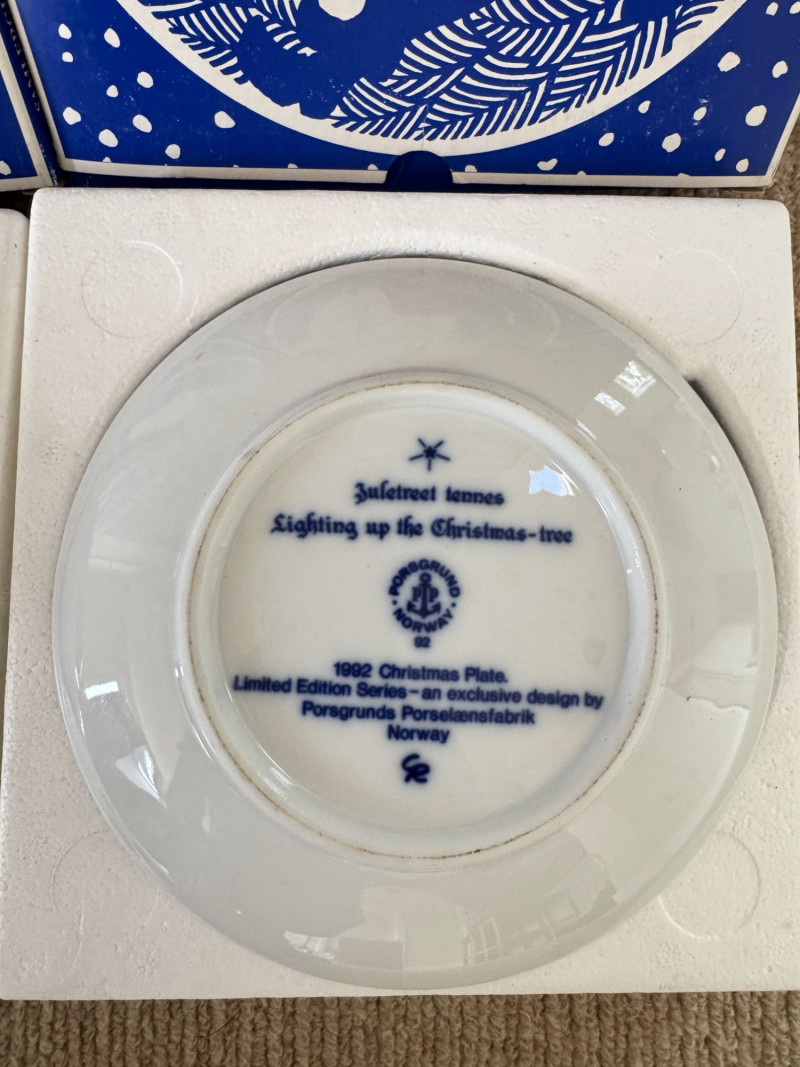 Juletreet tennes
Lighting up the Christmas-tree
PORSGRUND
PP
NORWAY
92
1992 Christmas Plate.
Limited Edition Series-an exclusive design by
Porsgrunds Porselænsfabrik
Norway